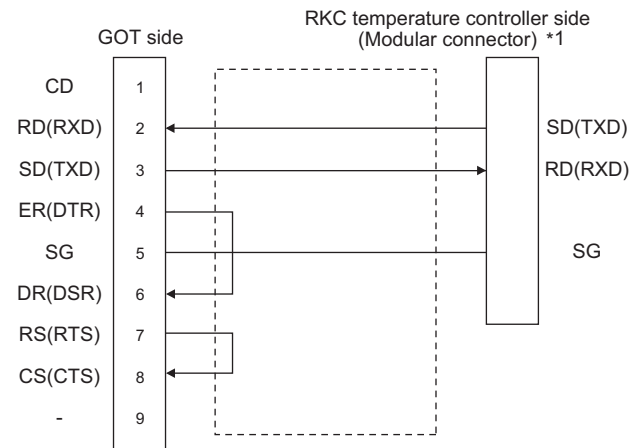 RKC temperature controller side
(Modular connector) *1
GOT side
CD 1
RD(RXD) 2 SD(TXD)
SD(TXD) 3 RD(RXD)
ER(DTR) 4
SG 5 SG
DR(DSR) 6
RS(RTS) 7
CS(CTS) 8
- 9